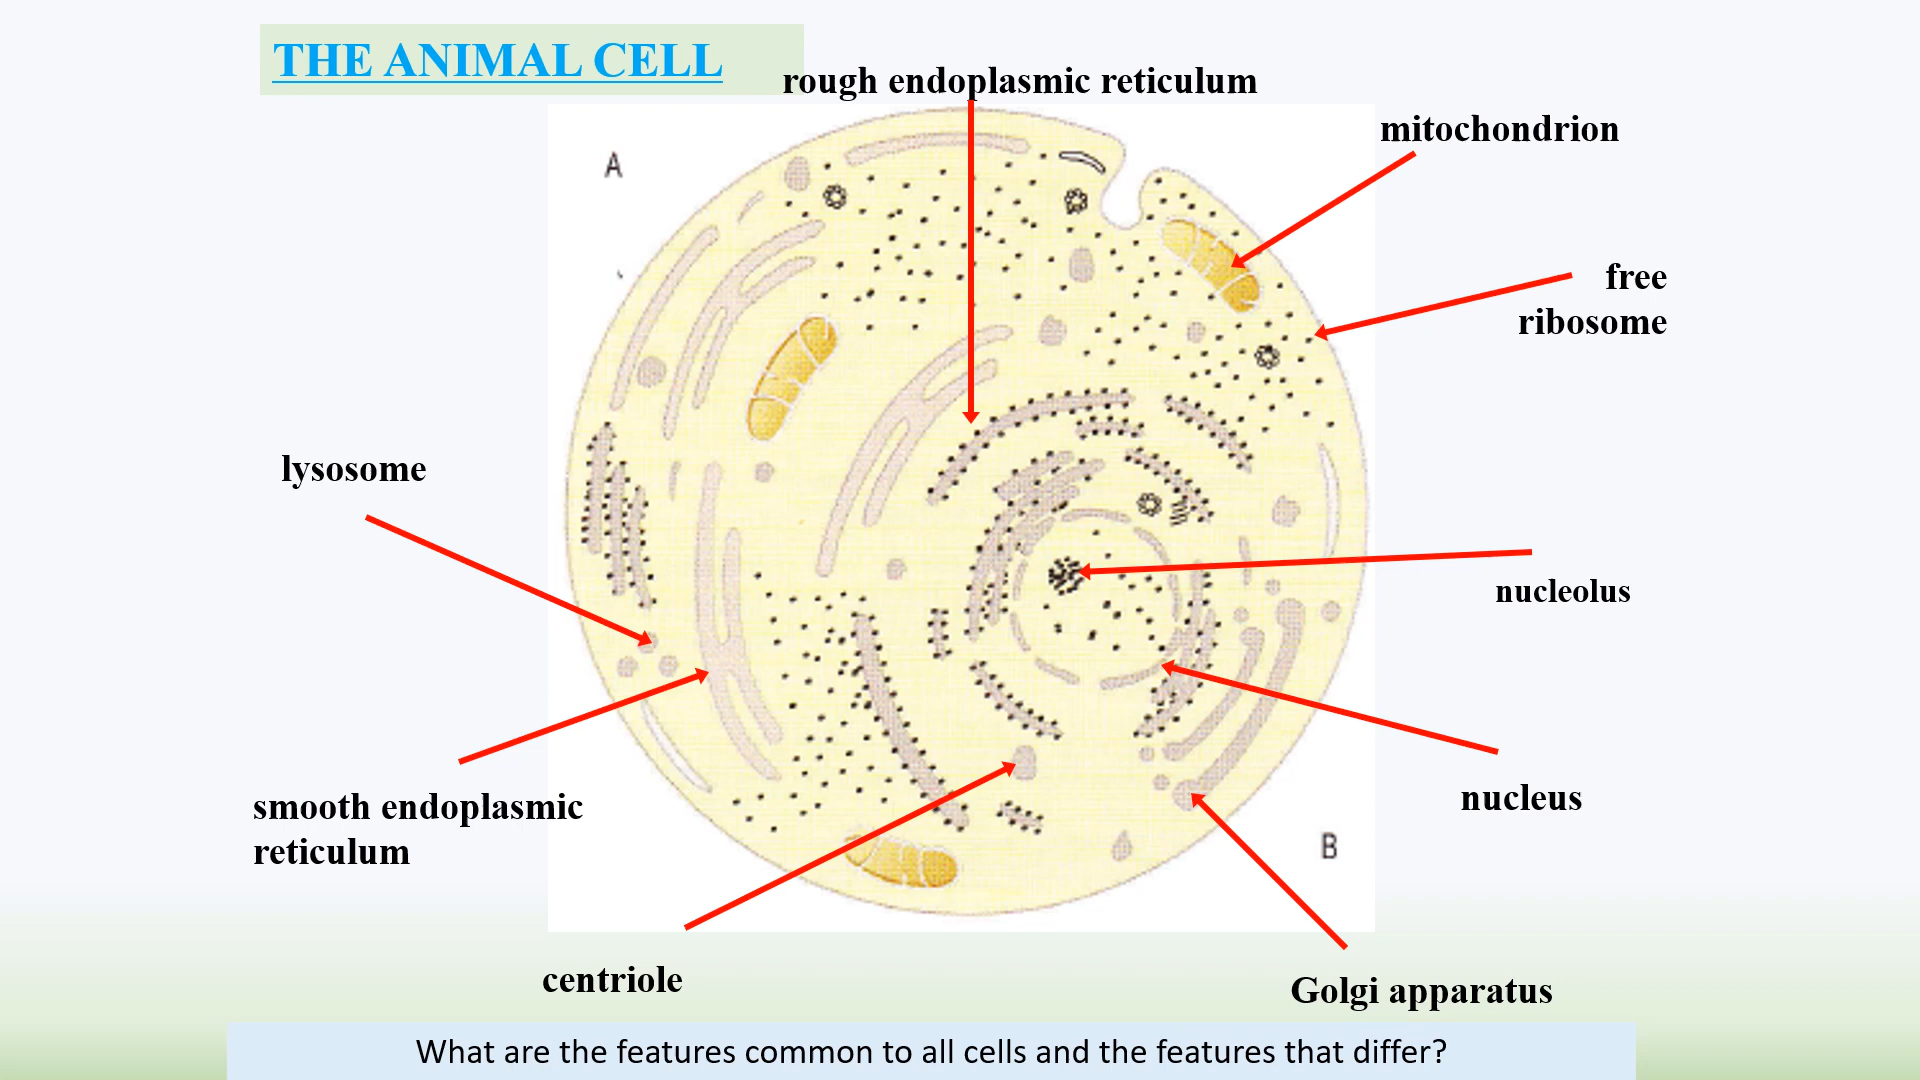 THE ANIMAL CELL
rough endoplasmic reticulum
mitochondrion
A
free
ribosome
lysosome
nucleolus
smooth endoplasmic
reticulum
nucleus
B
centriole
Golgi apparatus
What are the features common to all cells and the features that differ?